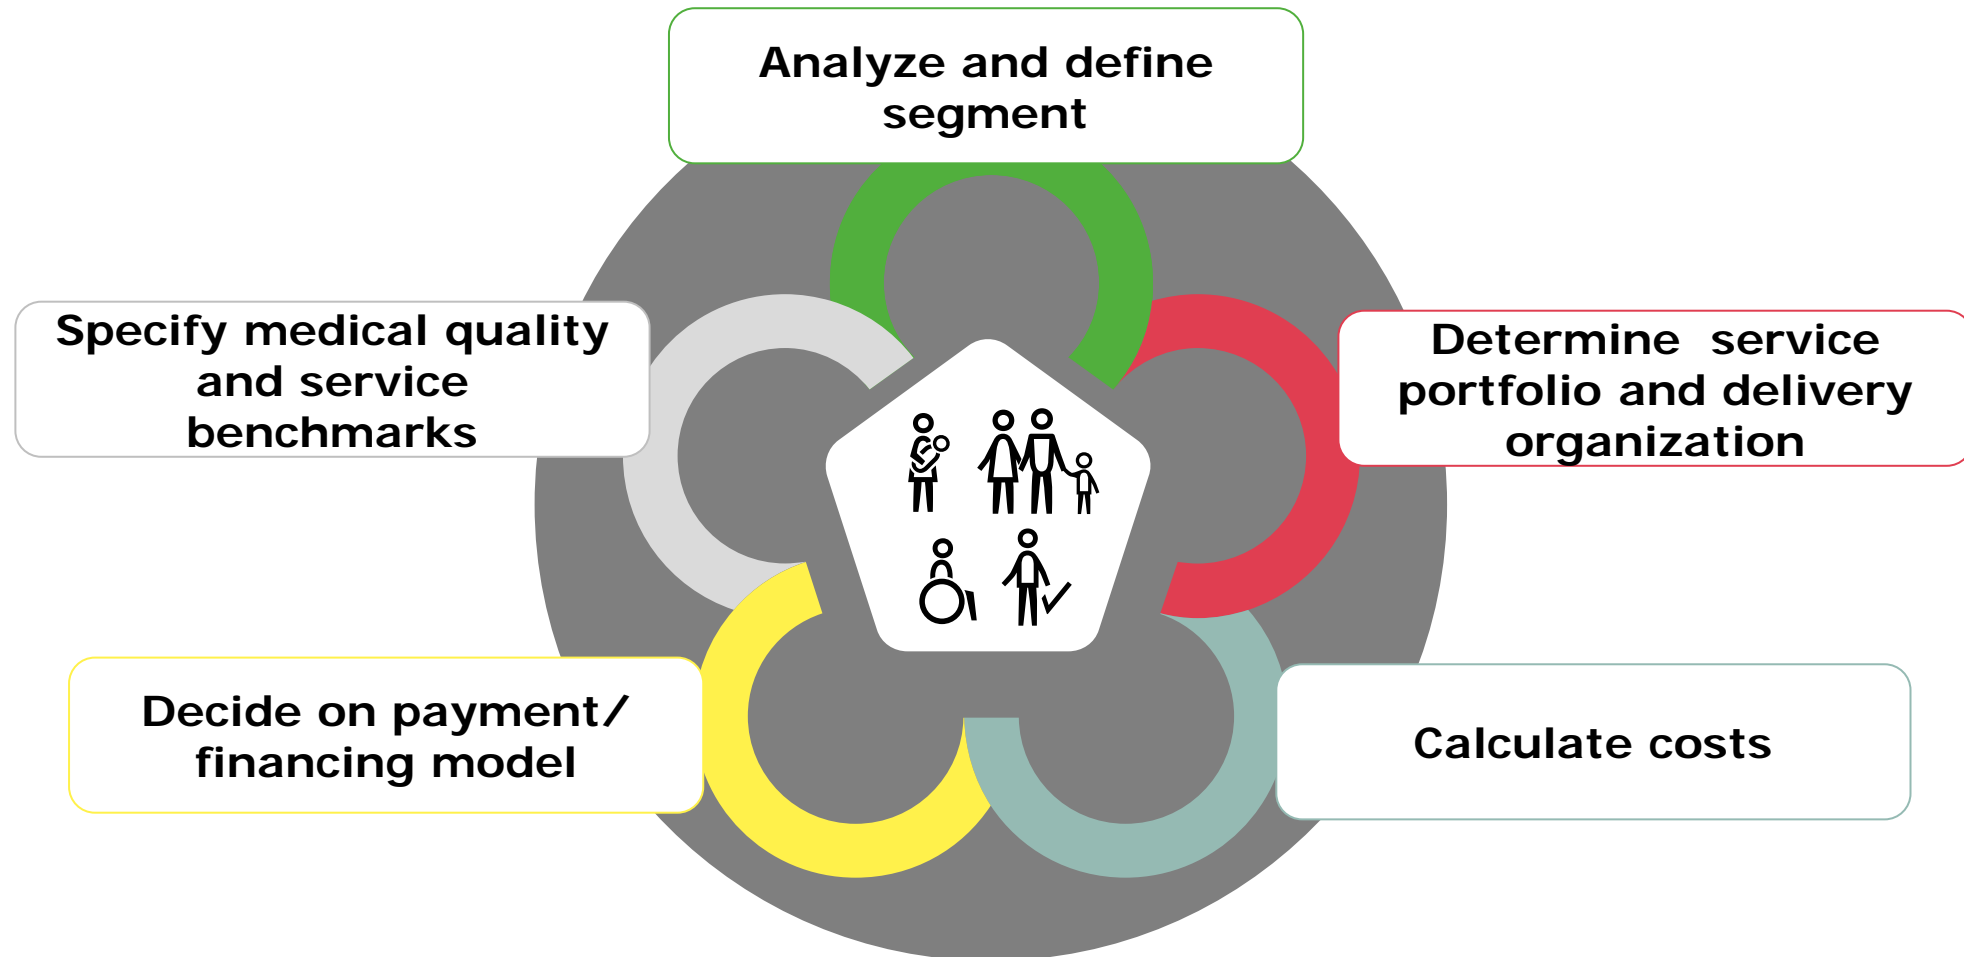 Analyze and define
segment
Specify medical quality
and service
benchmarks
Determine  service
portfolio and delivery
organization
Decide on payment/
financing model
Calculate costs